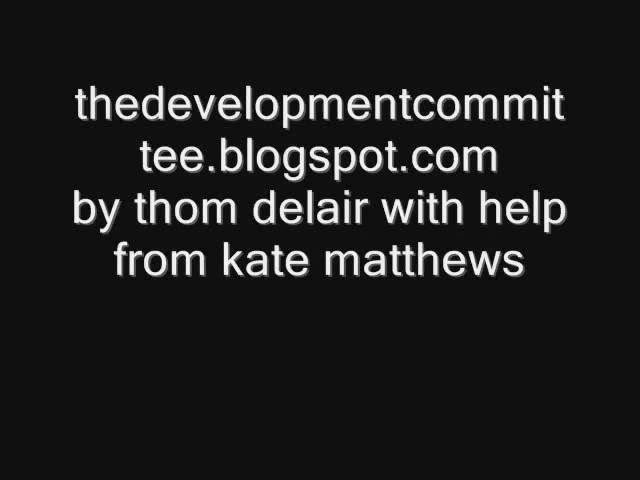 thedevelopmentcommit
tee.blogspot.com
by thom delair with help
from kate matthews